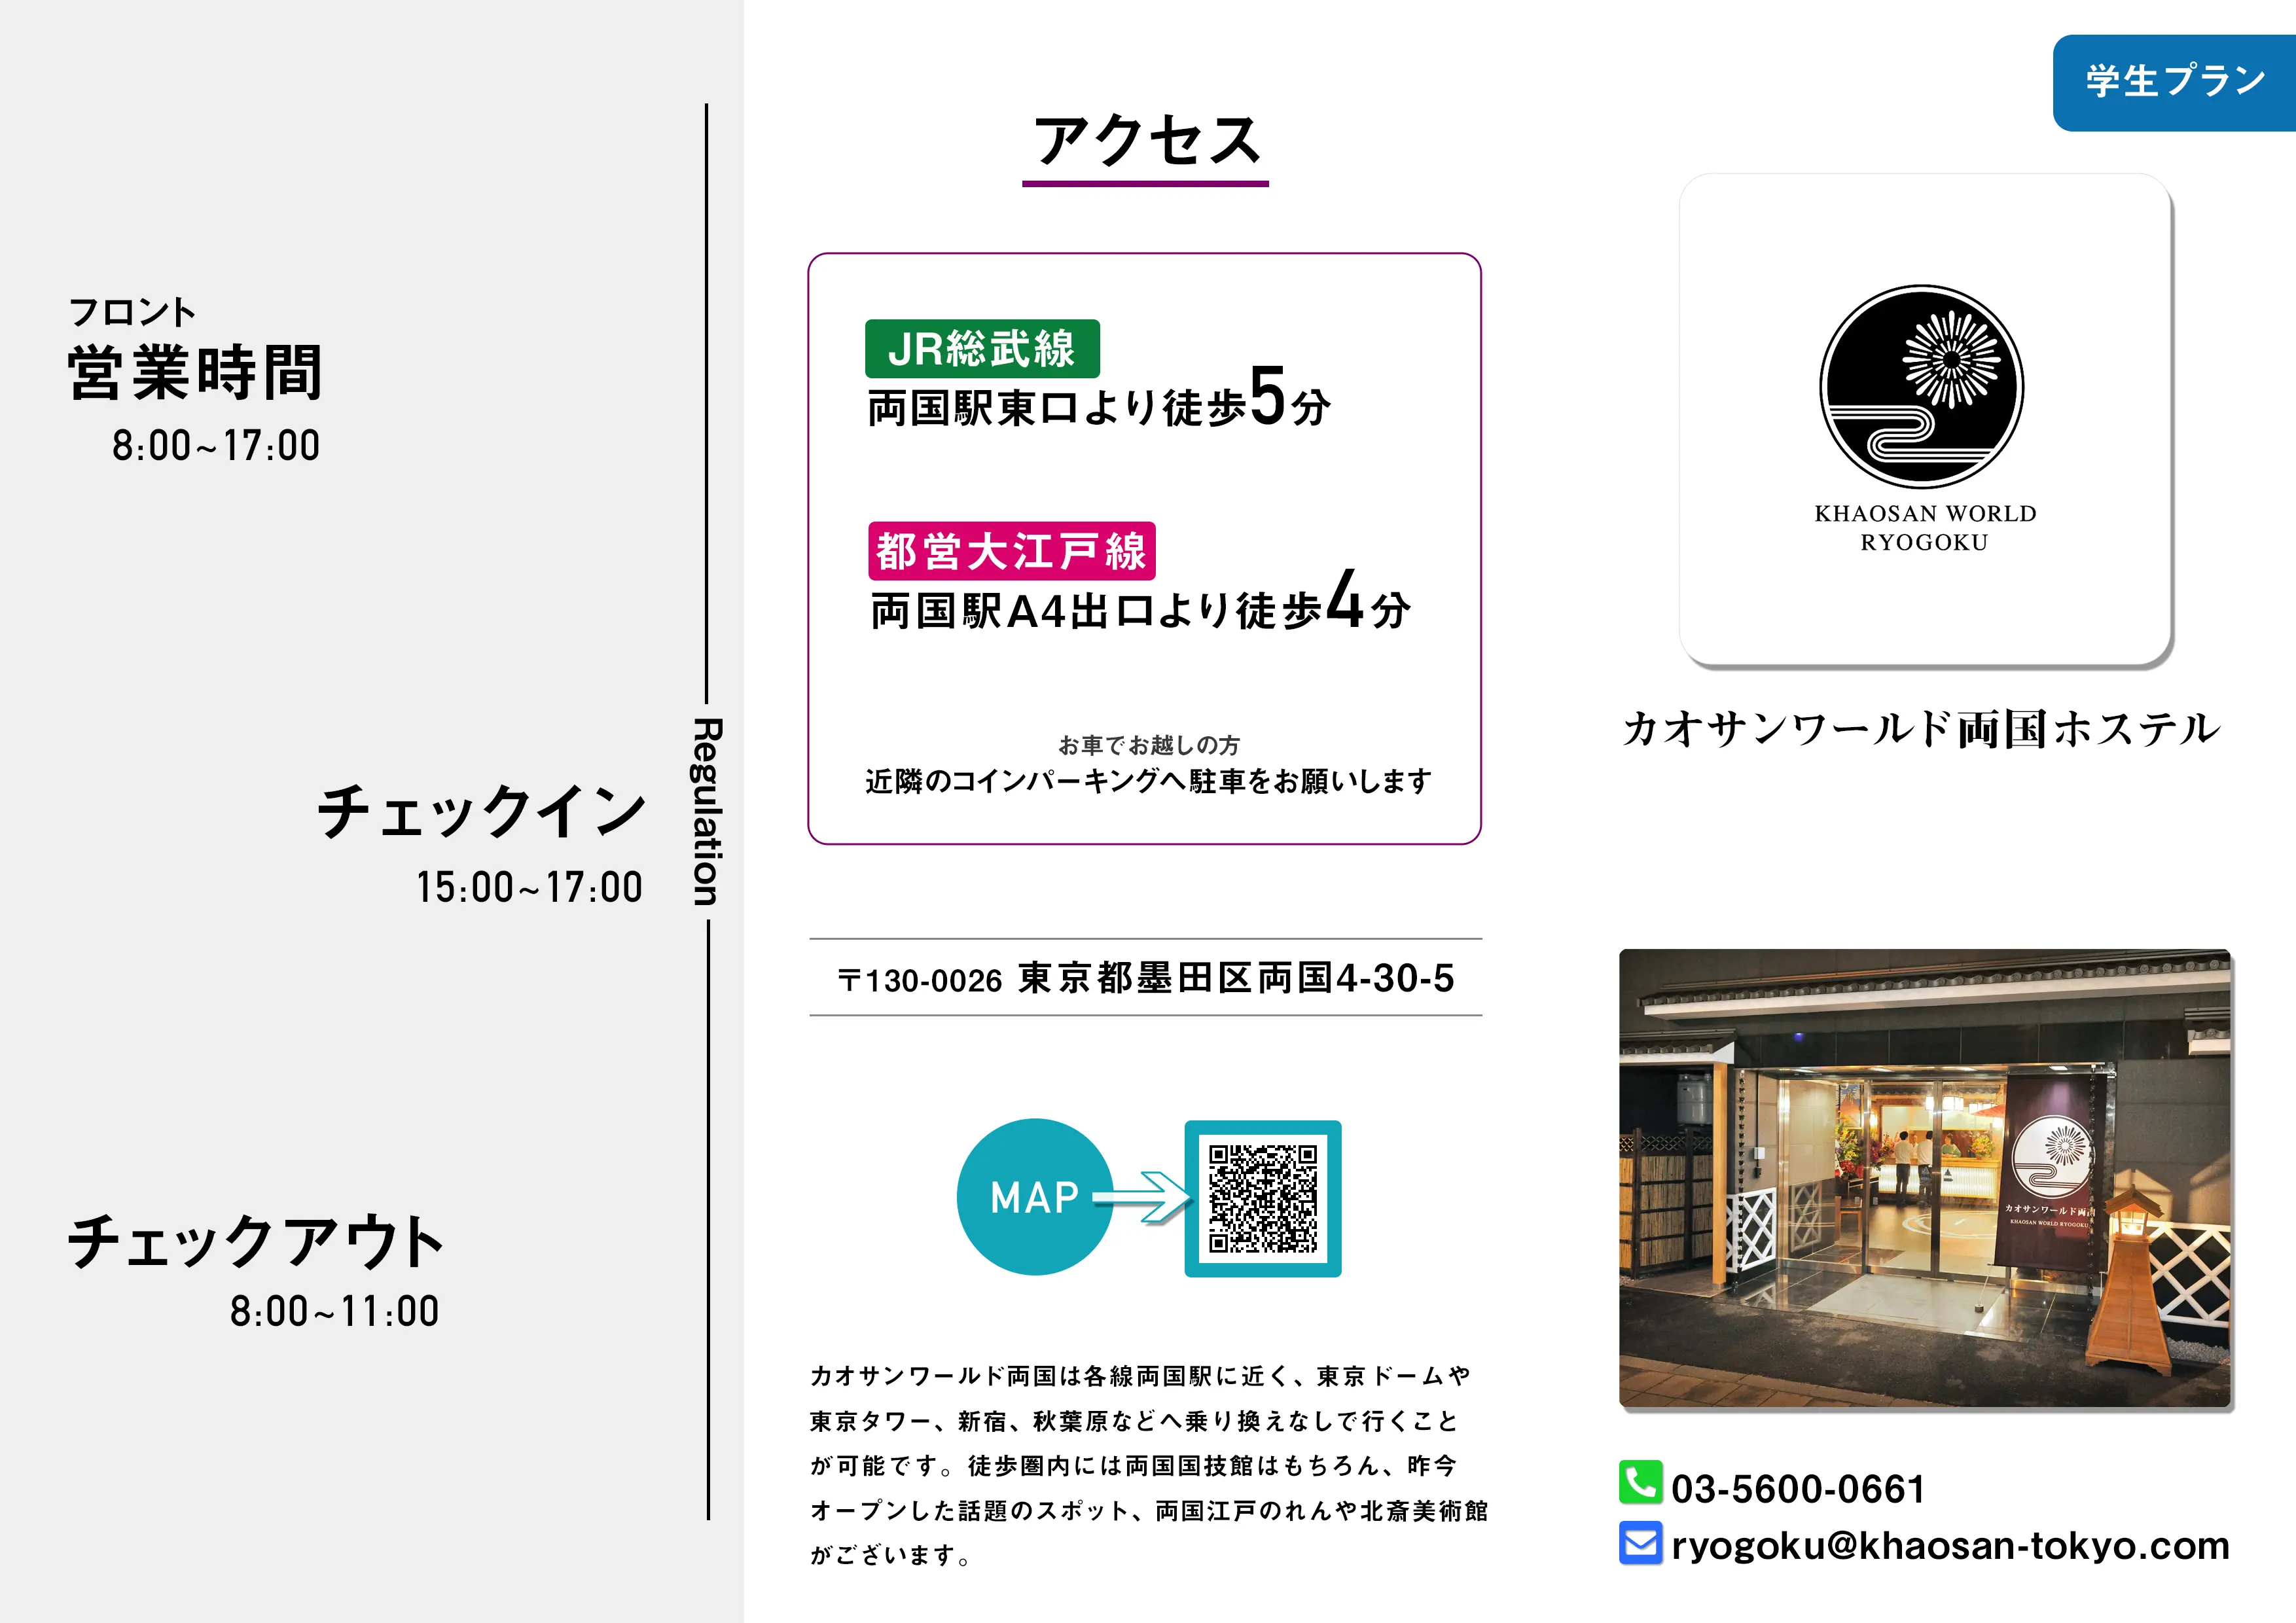 フロント
営業時間
8:00~17:00
チェックイン
15:00~17:00
チェックアウト
8:00~11:00
Regulation
アクセス
JR総武線
両国駅東口より徒歩5分
都営大江戸線
両国駅A4出口より徒歩4分
お車でお越しの方
近隣のコインパーキングへ駐車をお願いします
〒130-0026 東京都墨田区両国4-30-5
MAP
カオサンワールド両国は各線両国駅に近く、東京ドームや
東京タワー、新宿、秋葉原などへ乗り換えなしで行くこと
が可能です。徒歩圏内には両国国技館はもちろん、昨今
オープンした話題のスポット、両国江戸のれんや北斎美術館
がございます。
学生プラン
KHAOSAN WORLD
RYOGOKU
カオサンワールド両国ホステル
カオサンワールド両
KHAOSAN WORLD RYOGOKU
03-5600-0661
ryogoku@khaosan-tokyo.com